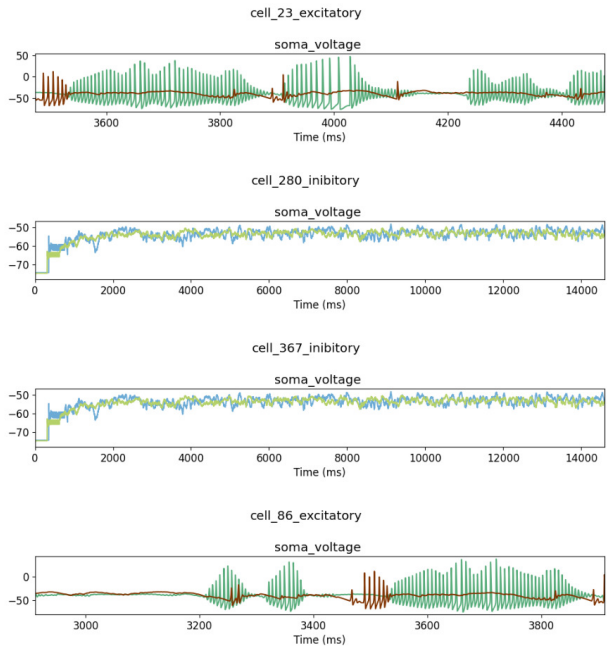 cell_23_excitatory
soma_voltage
50
0
−50
3600 3800 4000 4200 4400
Time (ms)
cell_280_inibitory
soma_voltage
−50
−60
−70
0 2000 4000 6000 8000 10000 12000 14000
Time (ms)
cell_367_inibitory
soma_voltage
−50
−60
−70
0 2000 4000 6000 8000 10000 12000 14000
Time (ms)
cell_86_excitatory
soma_voltage
0
−50
3000 3200 3400 3600 3800
Time (ms)